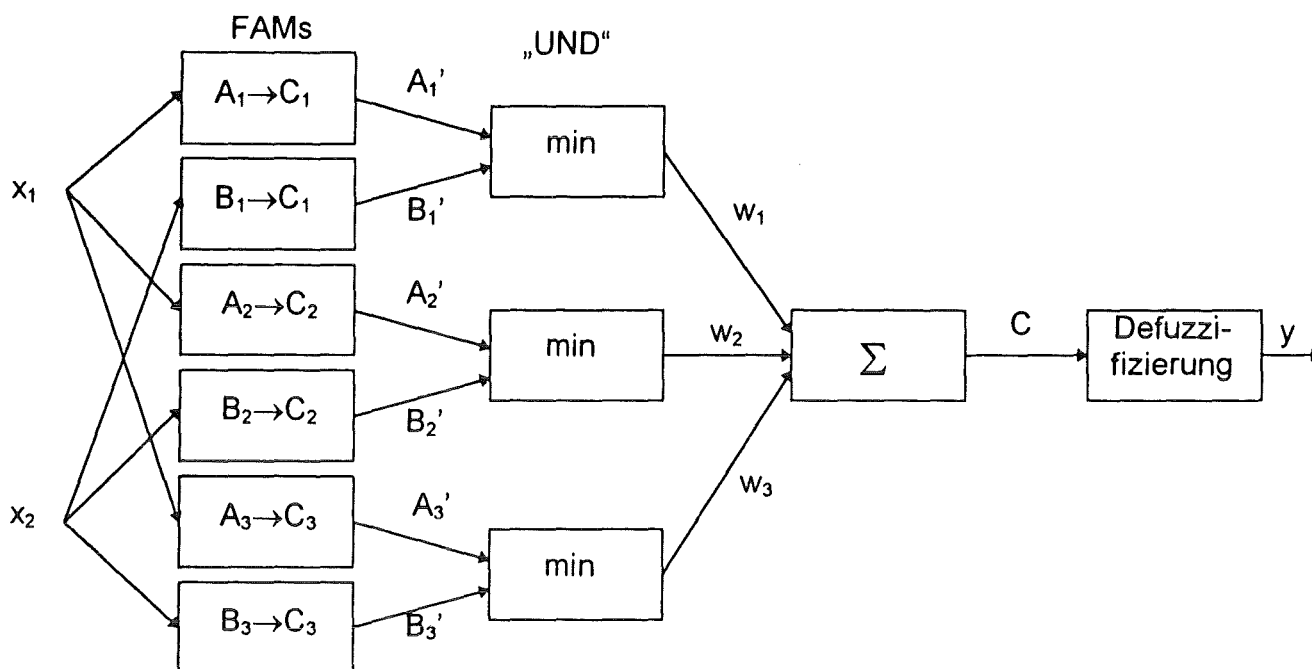 FAMs
„UND“
A₁→C₁
A₁’
min
x₁
B₁→C₁
B₁’
w₁
A₂→C₂
A₂’
min
w₂
Σ
C
Defuzzi-
fizierung
y
B₂→C₂
B₂’
w₃
x₂
A₃→C₃
A₃’
min
B₃→C₃
B₃’